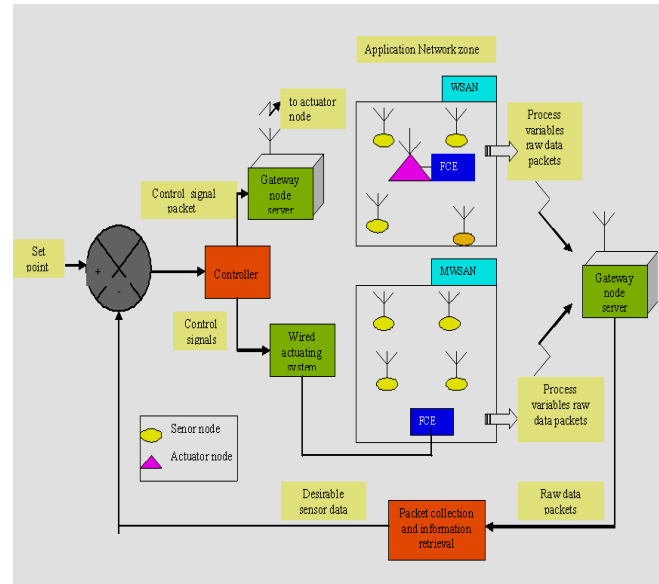 Application Network zone
WSAN
to actuator
node
Process
variables
raw data
packets
FCE
Gateway
node
server
Control signal
packet
Set
point
+
-
Controller
MWSAN
Gateway
node
server
Control
signals
Wired
actuating
system
Process
variables raw
data packets
FCE
Senor node
Actuator node
Desirable
sensor data
Packet collection
and information
retrieval
Raw data
packets